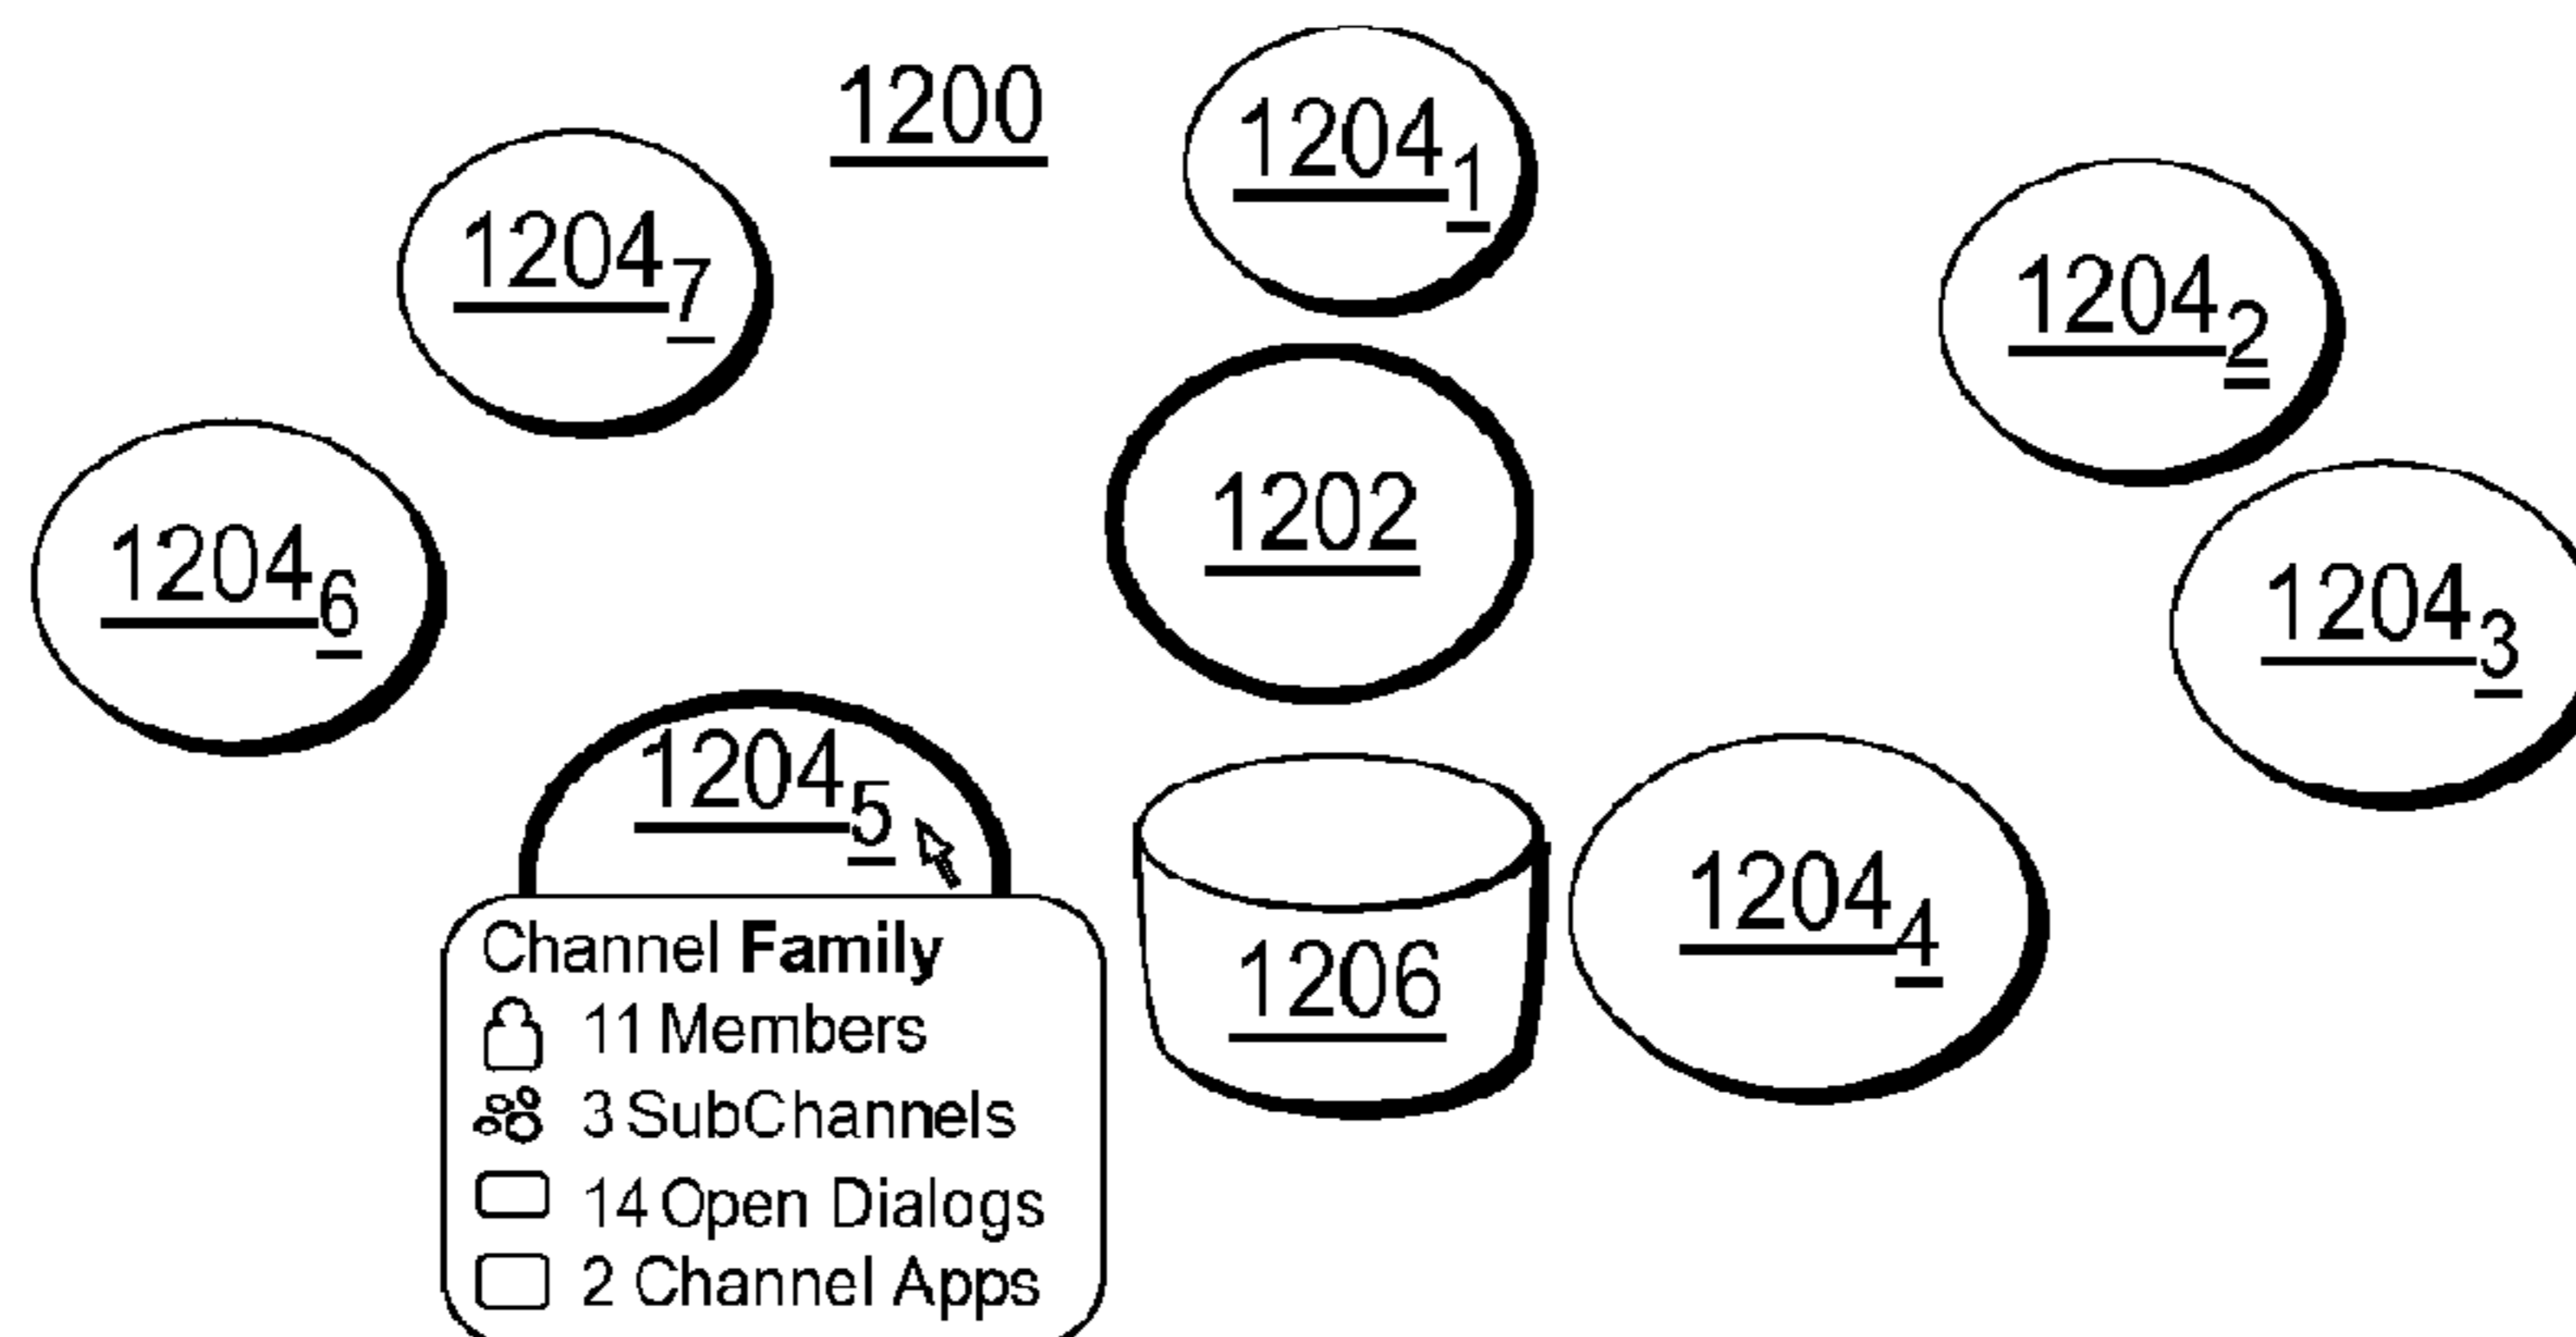 1200
1204₁
1204₇
1204₂
1202
1204₆
1204₃
1204₅
1204₄
1206
Channel Family
11 Members
3 SubChannels
14 Open Dialogs
2 Channel Apps